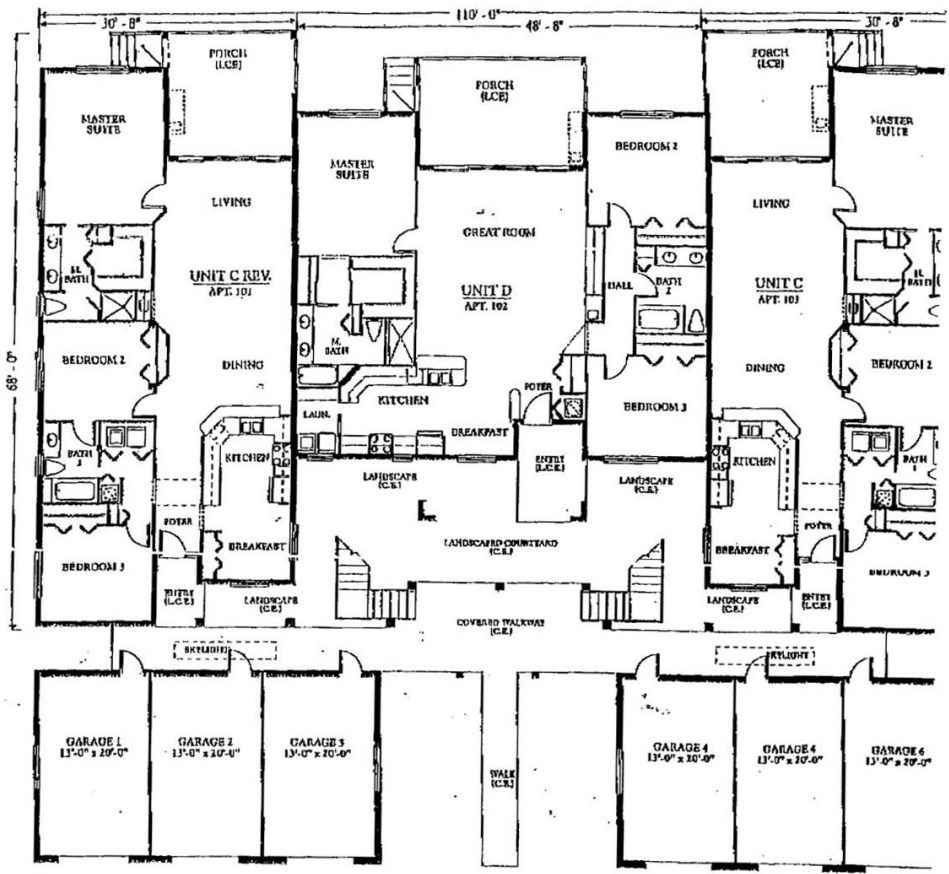 110' - 0"
30' - 8"
48' - 8"
30' - 8"
68' - 0"
PORCH
(LCE)
MASTER
SUITE
LIVING
UNIT C REV.
APT. 101
M.
BATH
BEDROOM 2
DINING
KITCHEN
BATH
FOYER
BREAKFAST
BEDROOM 3
ENTRY
(L.C.E.)
LANDSCAPE
(C.E.)
PORCH
(LCE)
MASTER
SUITE
BEDROOM 2
GREAT ROOM
UNIT D
APT. 102
HALL
BATH
2
M.
BATH
KITCHEN
FOYER
LAUN.
BREAKFAST
BEDROOM 3
ENTRY
(L.C.E.)
LANDSCAPE
(C.E.)
LANDSCAPE
(C.E.)
LANDSCAPED COURTYARD
(C.E.)
COVERED WALKWAY
(C.E.)
PORCH
(LCE)
MASTER
SUITE
LIVING
UNIT C
APT. 103
M.
BATH
BEDROOM 2
DINING
KITCHEN
BATH
FOYER
BREAKFAST
BEDROOM 3
LANDSCAPE
(C.E.)
ENTRY
(L.C.E.)
SKYLIGHT
SKYLIGHT
GARAGE 1
13'-0" x 20'-0"
GARAGE 2
13'-0" x 20'-0"
GARAGE 3
13'-0" x 20'-0"
WALK
(C.E.)
GARAGE 4
13'-0" x 20'-0"
GARAGE 4
13'-0" x 20'-0"
GARAGE 6
13'-0" x 20'-0"